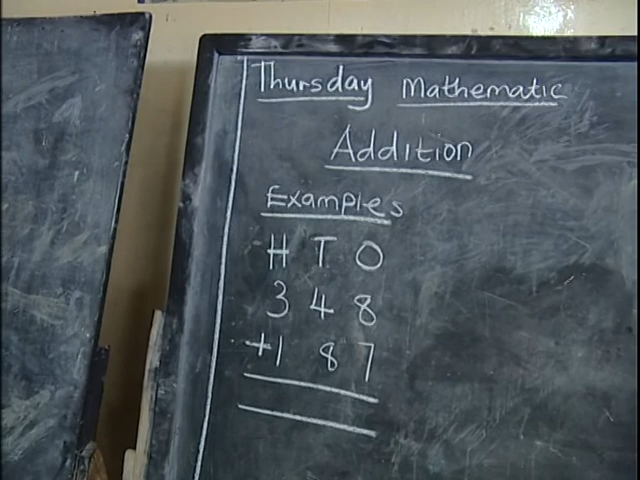 Thursday Mathematic
Addition
Examples
H T O
3 4 8
+1 8 7